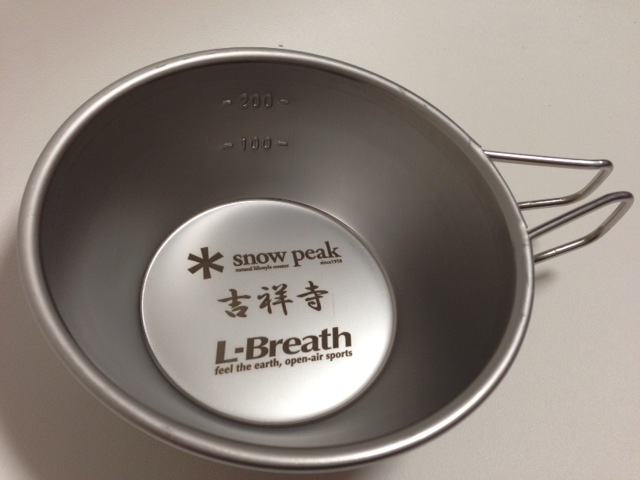 - 200 -
- 100 -
snow peak
natural lifestyle creator since1958
吉祥寺
L-Breath
feel the earth, open-air sports